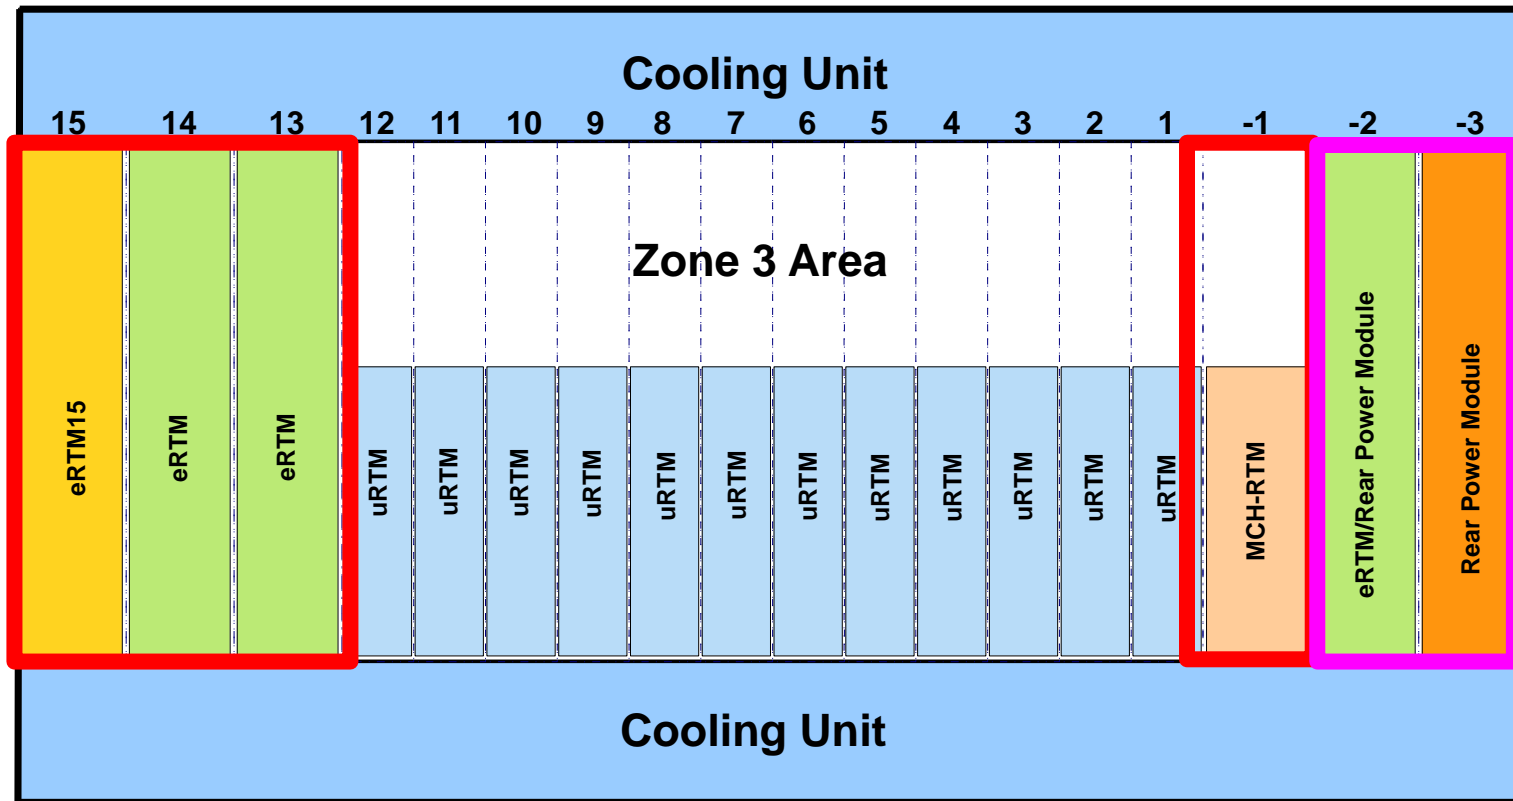 Cooling Unit
15 14 13 12 11 10 9 8 7 6 5 4 3 2 1 -1 -2 -3
Zone 3 Area
eRTM15
eRTM
eRTM
uRTM
uRTM
uRTM
uRTM
uRTM
uRTM
uRTM
uRTM
uRTM
uRTM
uRTM
uRTM
MCH-RTM
eRTM/Rear Power Module
Rear Power Module
Cooling Unit